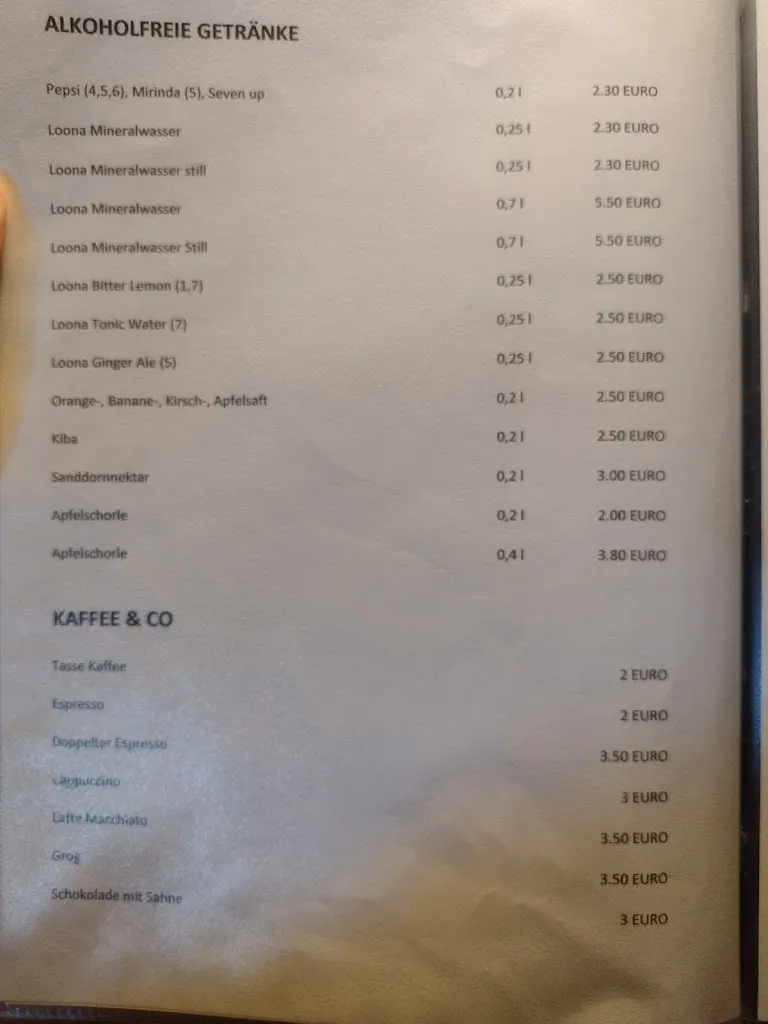 ALKOHOLFREIE GETRÄNKE
Pepsi (4,5,6), Mirinda (5), Seven up 0,2 l 2.30 EURO
Loona Mineralwasser 0,25 l 2.30 EURO
Loona Mineralwasser still 0,25 l 2.30 EURO
Loona Mineralwasser 0,7 l 5.50 EURO
Loona Mineralwasser Still 0,7 l 5.50 EURO
Loona Bitter Lemon (1,7) 0,25 l 2.50 EURO
Loona Tonic Water (7) 0,25 l 2.50 EURO
Loona Ginger Ale (5) 0,25 l 2.50 EURO
Orange-, Banane-, Kirsch-, Apfelsaft 0,2 l 2.50 EURO
Kiba 0,2 l 2.50 EURO
Sanddornnektar 0,2 l 3.00 EURO
Apfelschorle 0,2 l 2.00 EURO
Apfelschorle 0,4 l 3.80 EURO
KAFFEE & CO
Tasse Kaffee 2 EURO
Espresso 2 EURO
Doppelter Espresso 3.50 EURO
Cappuzzino 3 EURO
Latte Macchiato 3.50 EURO
Grog 3.50 EURO
Schokolade mit Sahne 3 EURO